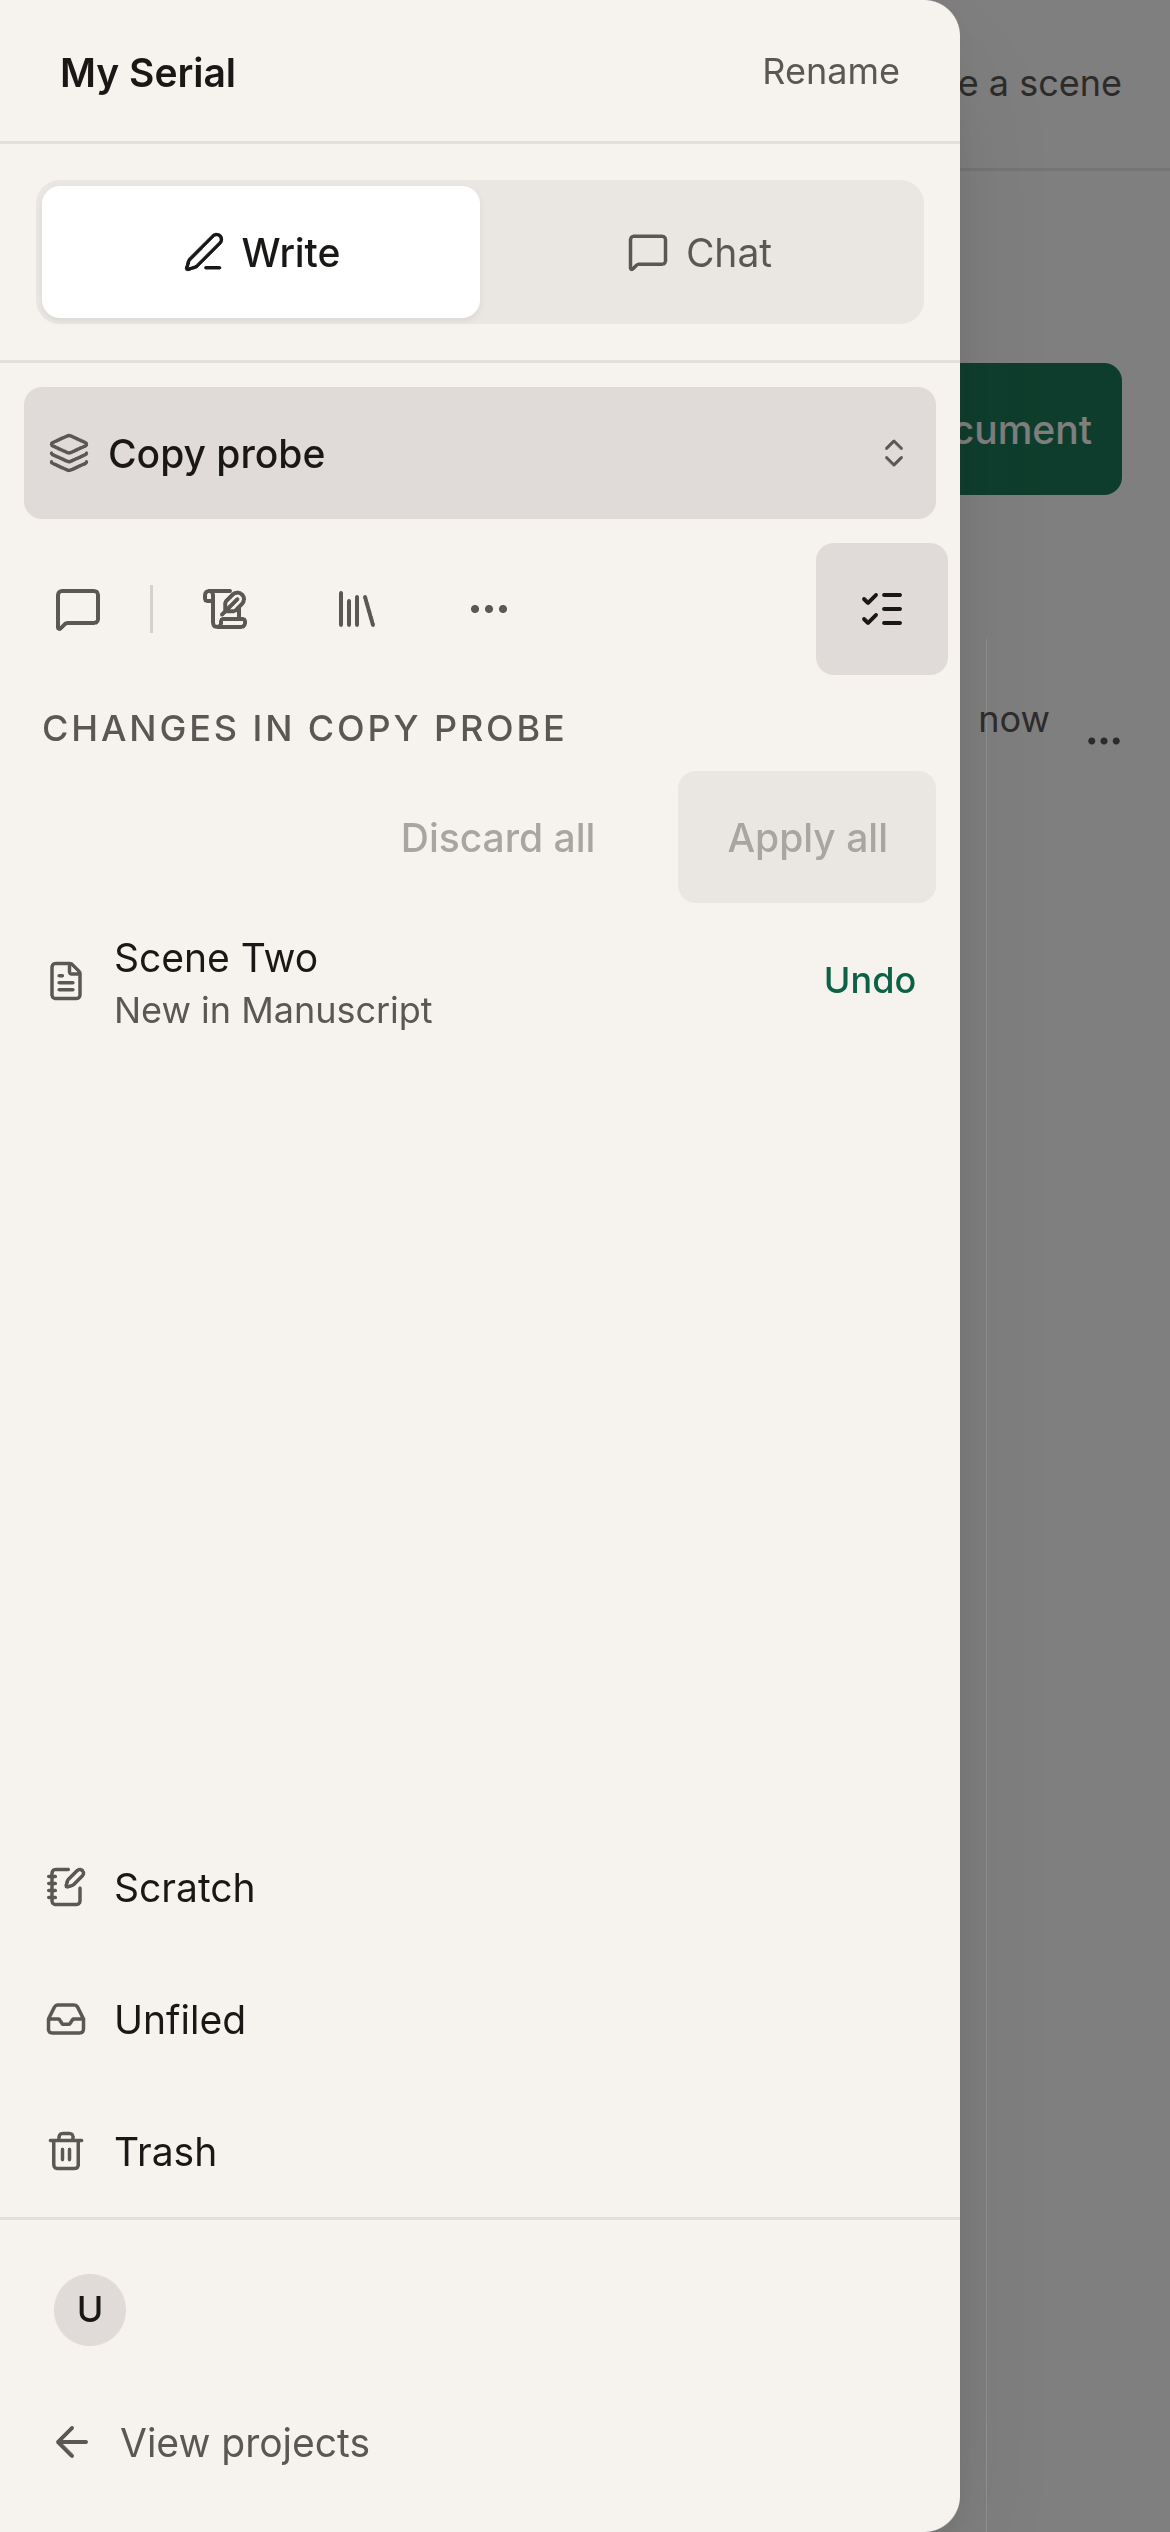 My Serial
Rename
e a scene
Write
Chat
cument
Copy probe
CHANGES IN COPY PROBE
now
Discard all
Apply all
Scene Two
New in Manuscript
Undo
Scratch
Unfiled
Trash
U
View projects